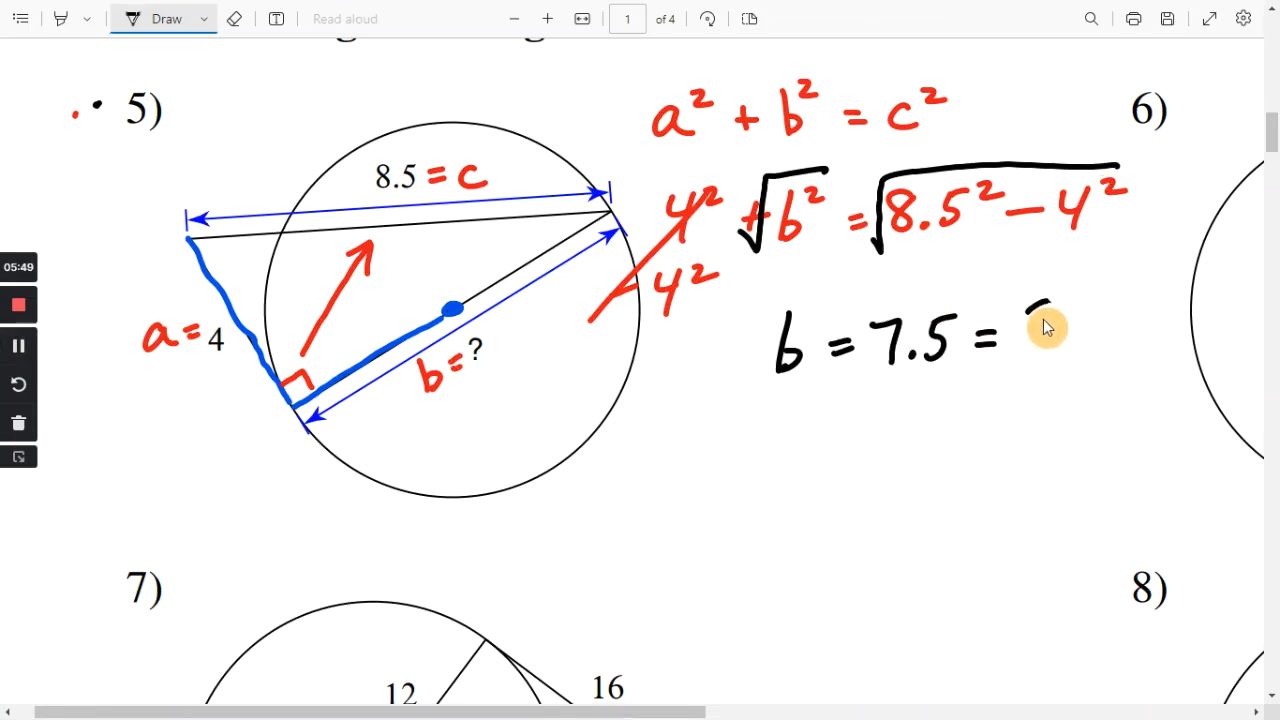 Draw
Read aloud
1 of 4
5)
8.5 = c
a = 4
b = ?
a² + b² = c²
4² + b² = 8.5² − 4²
− 4²
b = 7.5 =
6)
05:49
7)
12
16
8)